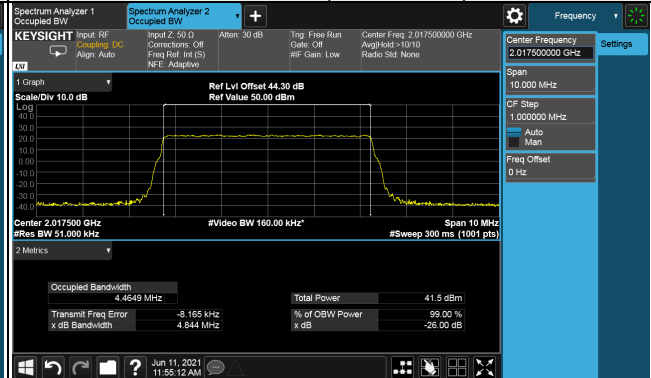 Spectrum Analyzer 1
Occupied BW
Spectrum Analyzer 2
Occupied BW
Frequency
KEYSIGHT
Input: RF
Coupling: DC
Align: Auto
Input Z: 50 Ω
Corrections: Off
Freq Ref: Int (S)
NFE: Adaptive
Atten: 30 dB
Trig: Free Run
Gate: Off
#IF Gain: Low
Center Freq: 2.017500000 GHz
Avg|Hold:>10/10
Radio Std: None
LXI
Center Frequency
2.017500000 GHz
Settings
Span
10.000 MHz
CF Step
1.000000 MHz
Auto
Man
Freq Offset
0 Hz
1 Graph
Scale/Div 10.0 dB
Ref Lvl Offset 44.30 dB
Ref Value 50.00 dBm
Log
40.0
30.0
20.0
10.0
0.00
-10.0
-20.0
-30.0
-40.0
Center 2.017500 GHz
#Res BW 51.000 kHz
#Video BW 160.00 kHz*
Span 10 MHz
#Sweep 300 ms (1001 pts)
2 Metrics
Occupied Bandwidth
4.4649 MHz
Total Power 41.5 dBm
Transmit Freq Error -8.165 kHz
% of OBW Power 99.00 %
x dB Bandwidth 4.844 MHz
x dB -26.00 dB
?
Jun 11, 2021
11:55:12 AM